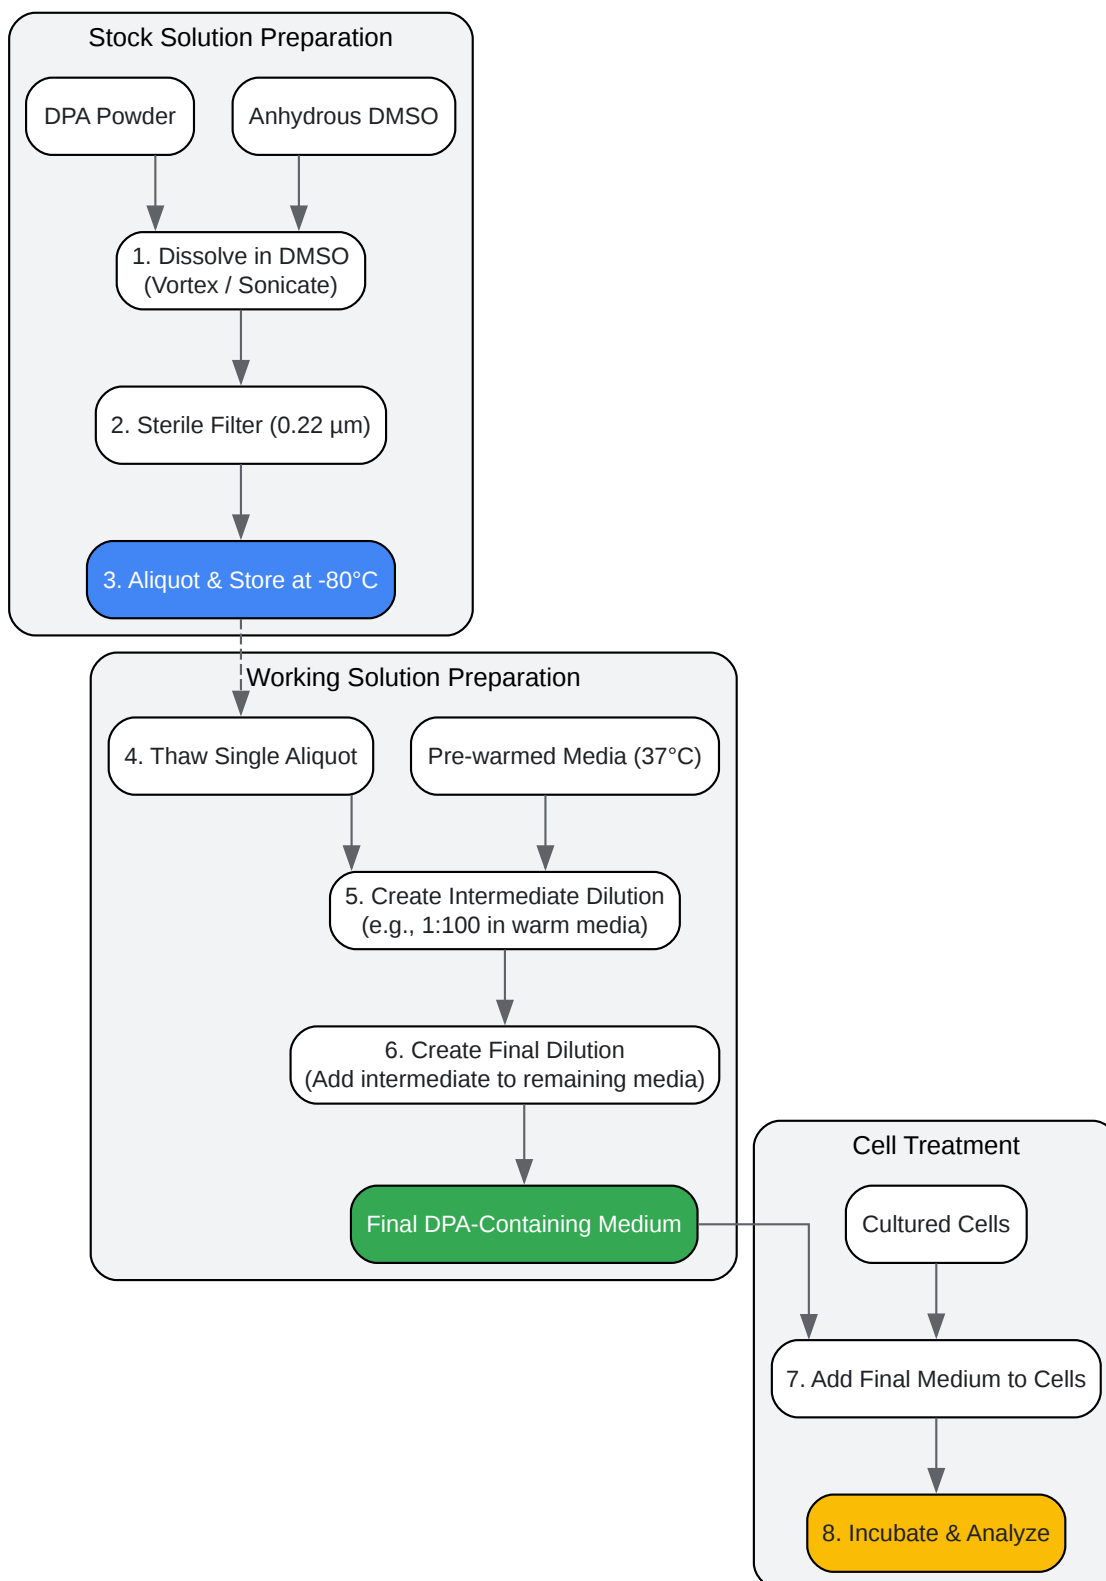 Stock Solution Preparation
DPA Powder
Anhydrous DMSO
1. Dissolve in DMSO
(Vortex / Sonicate)
2. Sterile Filter (0.22 µm)
3. Aliquot & Store at -80°C
Working Solution Preparation
4. Thaw Single Aliquot
Pre-warmed Media (37°C)
5. Create Intermediate Dilution
(e.g., 1:100 in warm media)
6. Create Final Dilution
(Add intermediate to remaining media)
Final DPA-Containing Medium
Cell Treatment
Cultured Cells
7. Add Final Medium to Cells
8. Incubate & Analyze